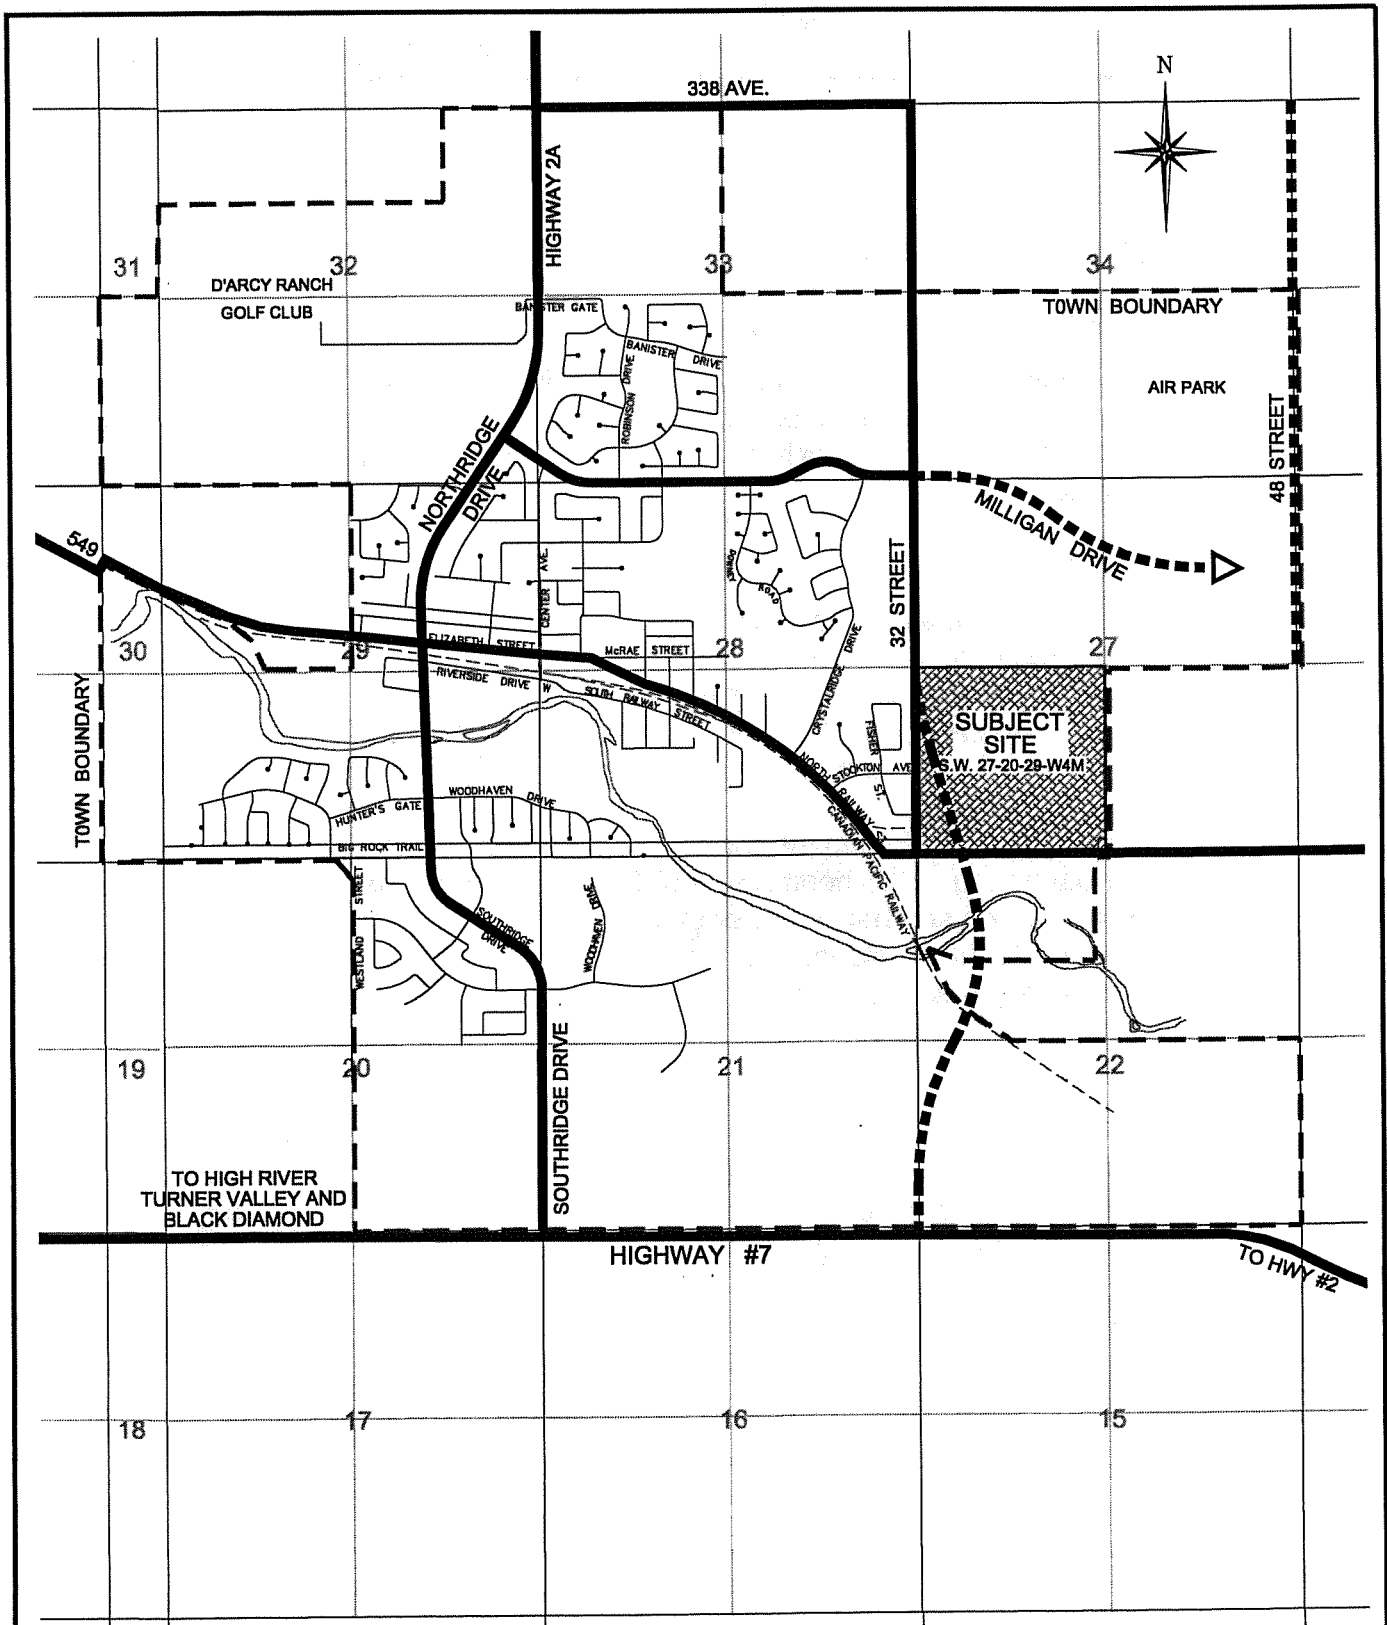 N
338 AVE.
HIGHWAY 2A
31
32
33
34
D'ARCY RANCH
GOLF CLUB
BANISTER GATE
TOWN BOUNDARY
BANISTER DRIVE
ROBINSON DRIVE
AIR PARK
48 STREET
NORTHRIDGE
DRIVE
MILLIGAN DRIVE
549
DOWNEY
ROAD
32 STREET
CENTER AVE.
ELIZABETH STREET
McRAE STREET
30
29
28
27
RIVERSIDE DRIVE W
SOUTH RAILWAY STREET
CRYSTALRIDGE DRIVE
TOWN BOUNDARY
FISHER ST.
SUBJECT
SITE
S.W. 27-20-29-W4M
STOCKTON AVE
NORTH RAILWAY ST.
CANADIAN PACIFIC RAILWAY
HUNTER'S GATE
WOODHAVEN DRIVE
BIG ROCK TRAIL
WESTLAND STREET
SOUTHRIDGE
DRIVE
WOODHAVEN DRIVE
19
20
21
22
SOUTHRIDGE DRIVE
TO HIGH RIVER
TURNER VALLEY AND
BLACK DIAMOND
HIGHWAY #7
TO HWY #2
18
17
16
15